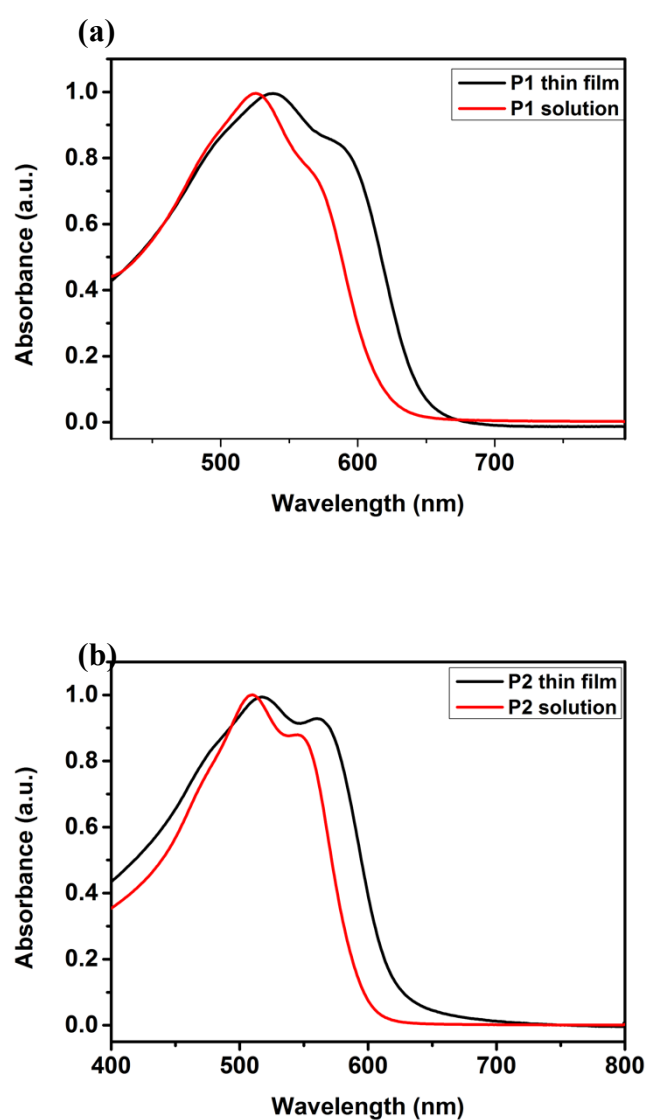 (a)
P1 thin film
P1 solution
1.0
0.8
0.6
0.4
0.2
0.0
Absorbance (a.u.)
500 600 700
Wavelength (nm)
(b)
P2 thin film
P2 solution
1.0
0.8
0.6
0.4
0.2
0.0
Absorbance (a.u.)
400 500 600 700 800
Wavelength (nm)